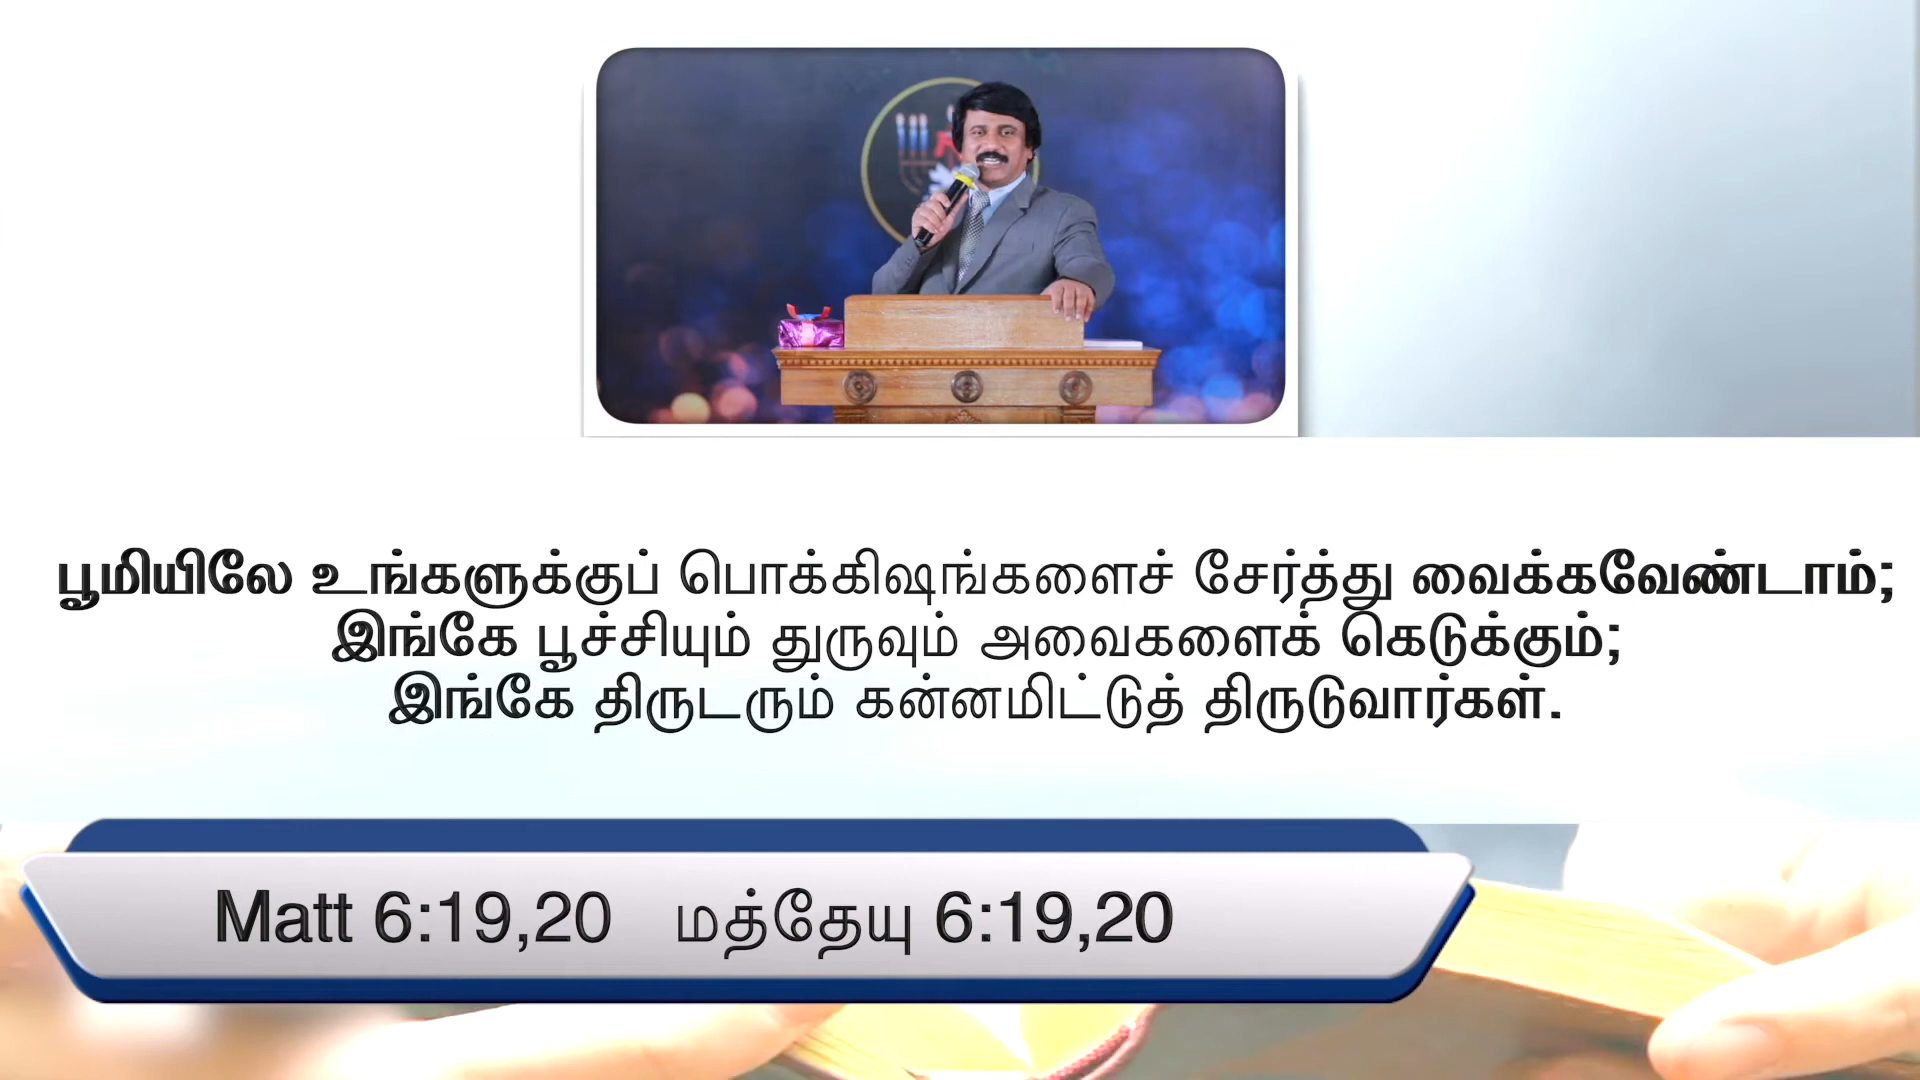 பூமியிலே உங்களுக்குப் பொக்கிஷங்களைச் சேர்த்து வைக்கவேண்டாம்;
இங்கே பூச்சியும் துருவும் அவைகளைக் கெடுக்கும்;
இங்கே திருடரும் கன்னமிட்டுத் திருடுவார்கள்.
Matt 6:19,20 மத்தேயு 6:19,20